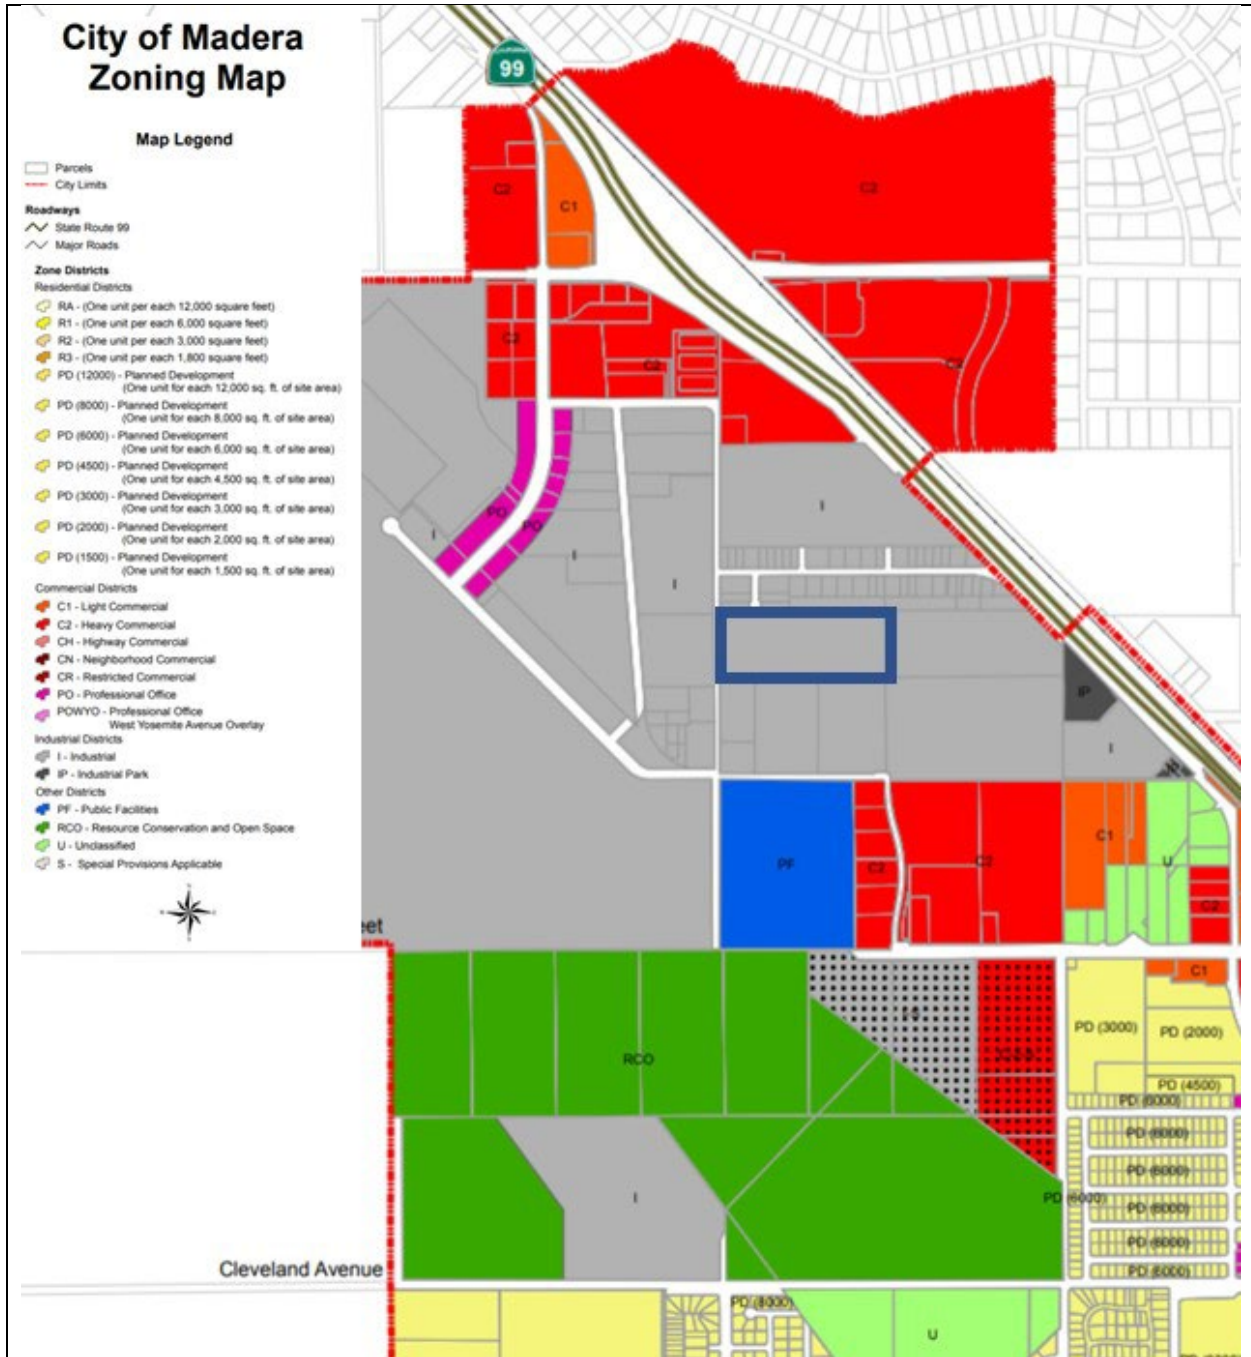 City of Madera
Zoning Map
Map Legend
Parcels
City Limits
Roadways
State Route 99
Major Roads
Zone Districts
Residential Districts
RA - (One unit per each 12,000 square feet)
R1 - (One unit per each 6,000 square feet)
R2 - (One unit per each 3,000 square feet)
R3 - (One unit per each 1,800 square feet)
PD (12000) - Planned Development
(One unit for each 12,000 sq. ft. of site area)
PD (8000) - Planned Development
(One unit for each 8,000 sq. ft. of site area)
PD (6000) - Planned Development
(One unit for each 6,000 sq. ft. of site area)
PD (4500) - Planned Development
(One unit for each 4,500 sq. ft. of site area)
PD (3000) - Planned Development
(One unit for each 3,000 sq. ft. of site area)
PD (2000) - Planned Development
(One unit for each 2,000 sq. ft. of site area)
PD (1500) - Planned Development
(One unit for each 1,500 sq. ft. of site area)
Commercial Districts
C1 - Light Commercial
C2 - Heavy Commercial
CH - Highway Commercial
CN - Neighborhood Commercial
CR - Restricted Commercial
PO - Professional Office
POWYO - Professional Office
West Yosemite Avenue Overlay
Industrial Districts
I - Industrial
IP - Industrial Park
Other Districts
PF - Public Facilities
RCO - Resource Conservation and Open Space
U - Unclassified
S - Special Provisions Applicable
99
C2
C2
C1
C2
C2
C2
PO
PO
I
I
I
I
IP
I
PF
C2
C2
C1
U
C2
eet
C1
RCO
PD (3000)
PD (2000)
PD (4500)
PD (6000)
PD (6000)
PD (6000)
PD (6000)
I
PD (6000)
PD (6000)
PD (6000)
Cleveland Avenue
PD (8000)
U